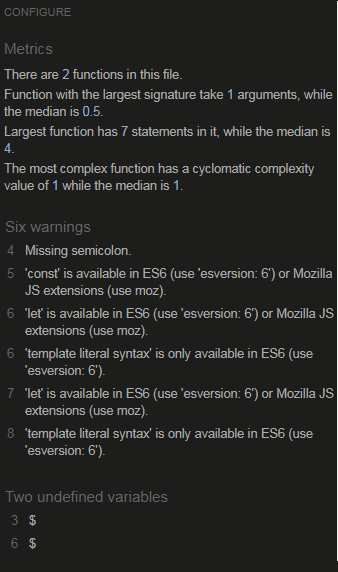 CONFIGURE
Metrics
There are 2 functions in this file.
Function with the largest signature take 1 arguments, while
the median is 0.5.
Largest function has 7 statements in it, while the median is
4.
The most complex function has a cyclomatic complexity
value of 1 while the median is 1.
Six warnings
4 Missing semicolon.
5 'const' is available in ES6 (use 'esversion: 6') or Mozilla
JS extensions (use moz).
6 'let' is available in ES6 (use 'esversion: 6') or Mozilla JS
extensions (use moz).
6 'template literal syntax' is only available in ES6 (use
'esversion: 6').
7 'let' is available in ES6 (use 'esversion: 6') or Mozilla JS
extensions (use moz).
8 'template literal syntax' is only available in ES6 (use
'esversion: 6').
Two undefined variables
3 $
6 $